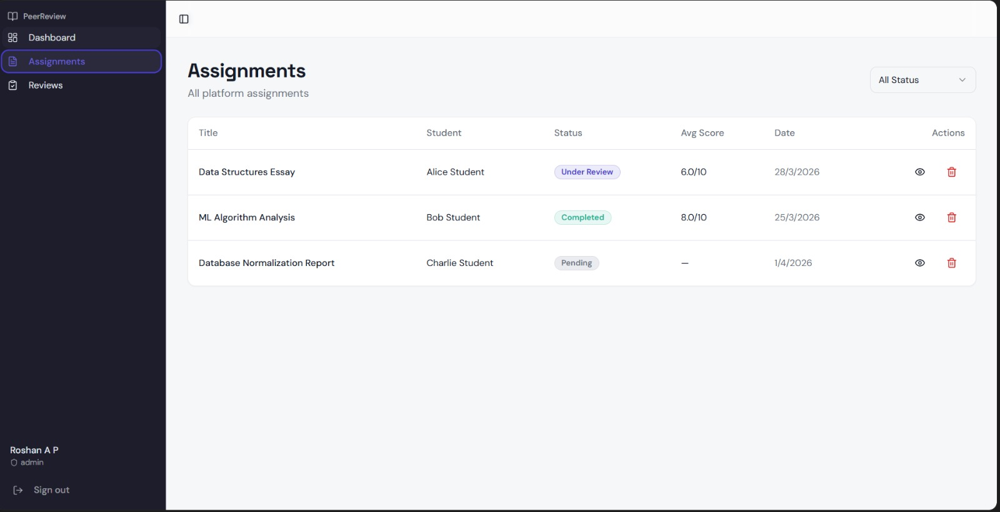 PeerReview
Dashboard
Assignments
Reviews
Roshan A P
admin
Sign out
Assignments
All platform assignments
All Status
Title Student Status Avg Score Date Actions
Data Structures Essay Alice Student Under Review 6.0/10 28/3/2026
ML Algorithm Analysis Bob Student Completed 8.0/10 25/3/2026
Database Normalization Report Charlie Student Pending — 1/4/2026